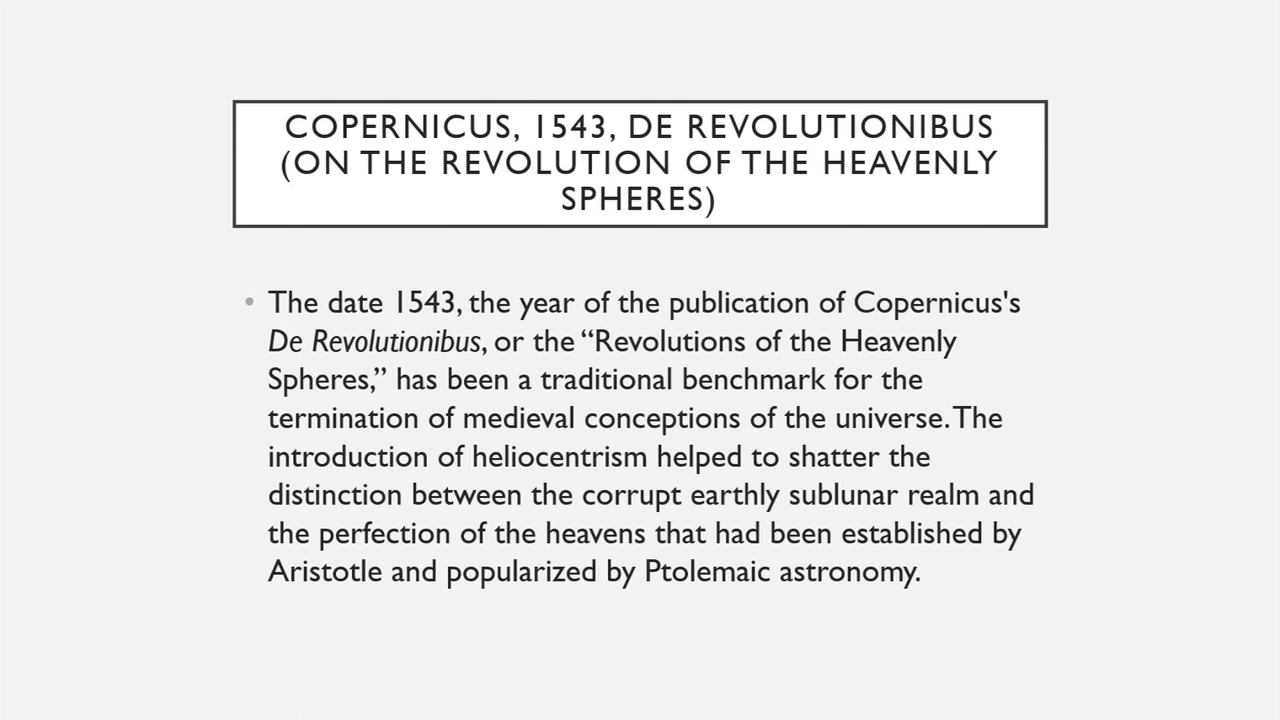 COPERNICUS, 1543, DE REVOLUTIONIBUS
(ON THE REVOLUTION OF THE HEAVENLY
SPHERES)
• The date 1543, the year of the publication of Copernicus's
De Revolutionibus, or the “Revolutions of the Heavenly
Spheres,” has been a traditional benchmark for the
termination of medieval conceptions of the universe. The
introduction of heliocentrism helped to shatter the
distinction between the corrupt earthly sublunar realm and
the perfection of the heavens that had been established by
Aristotle and popularized by Ptolemaic astronomy.